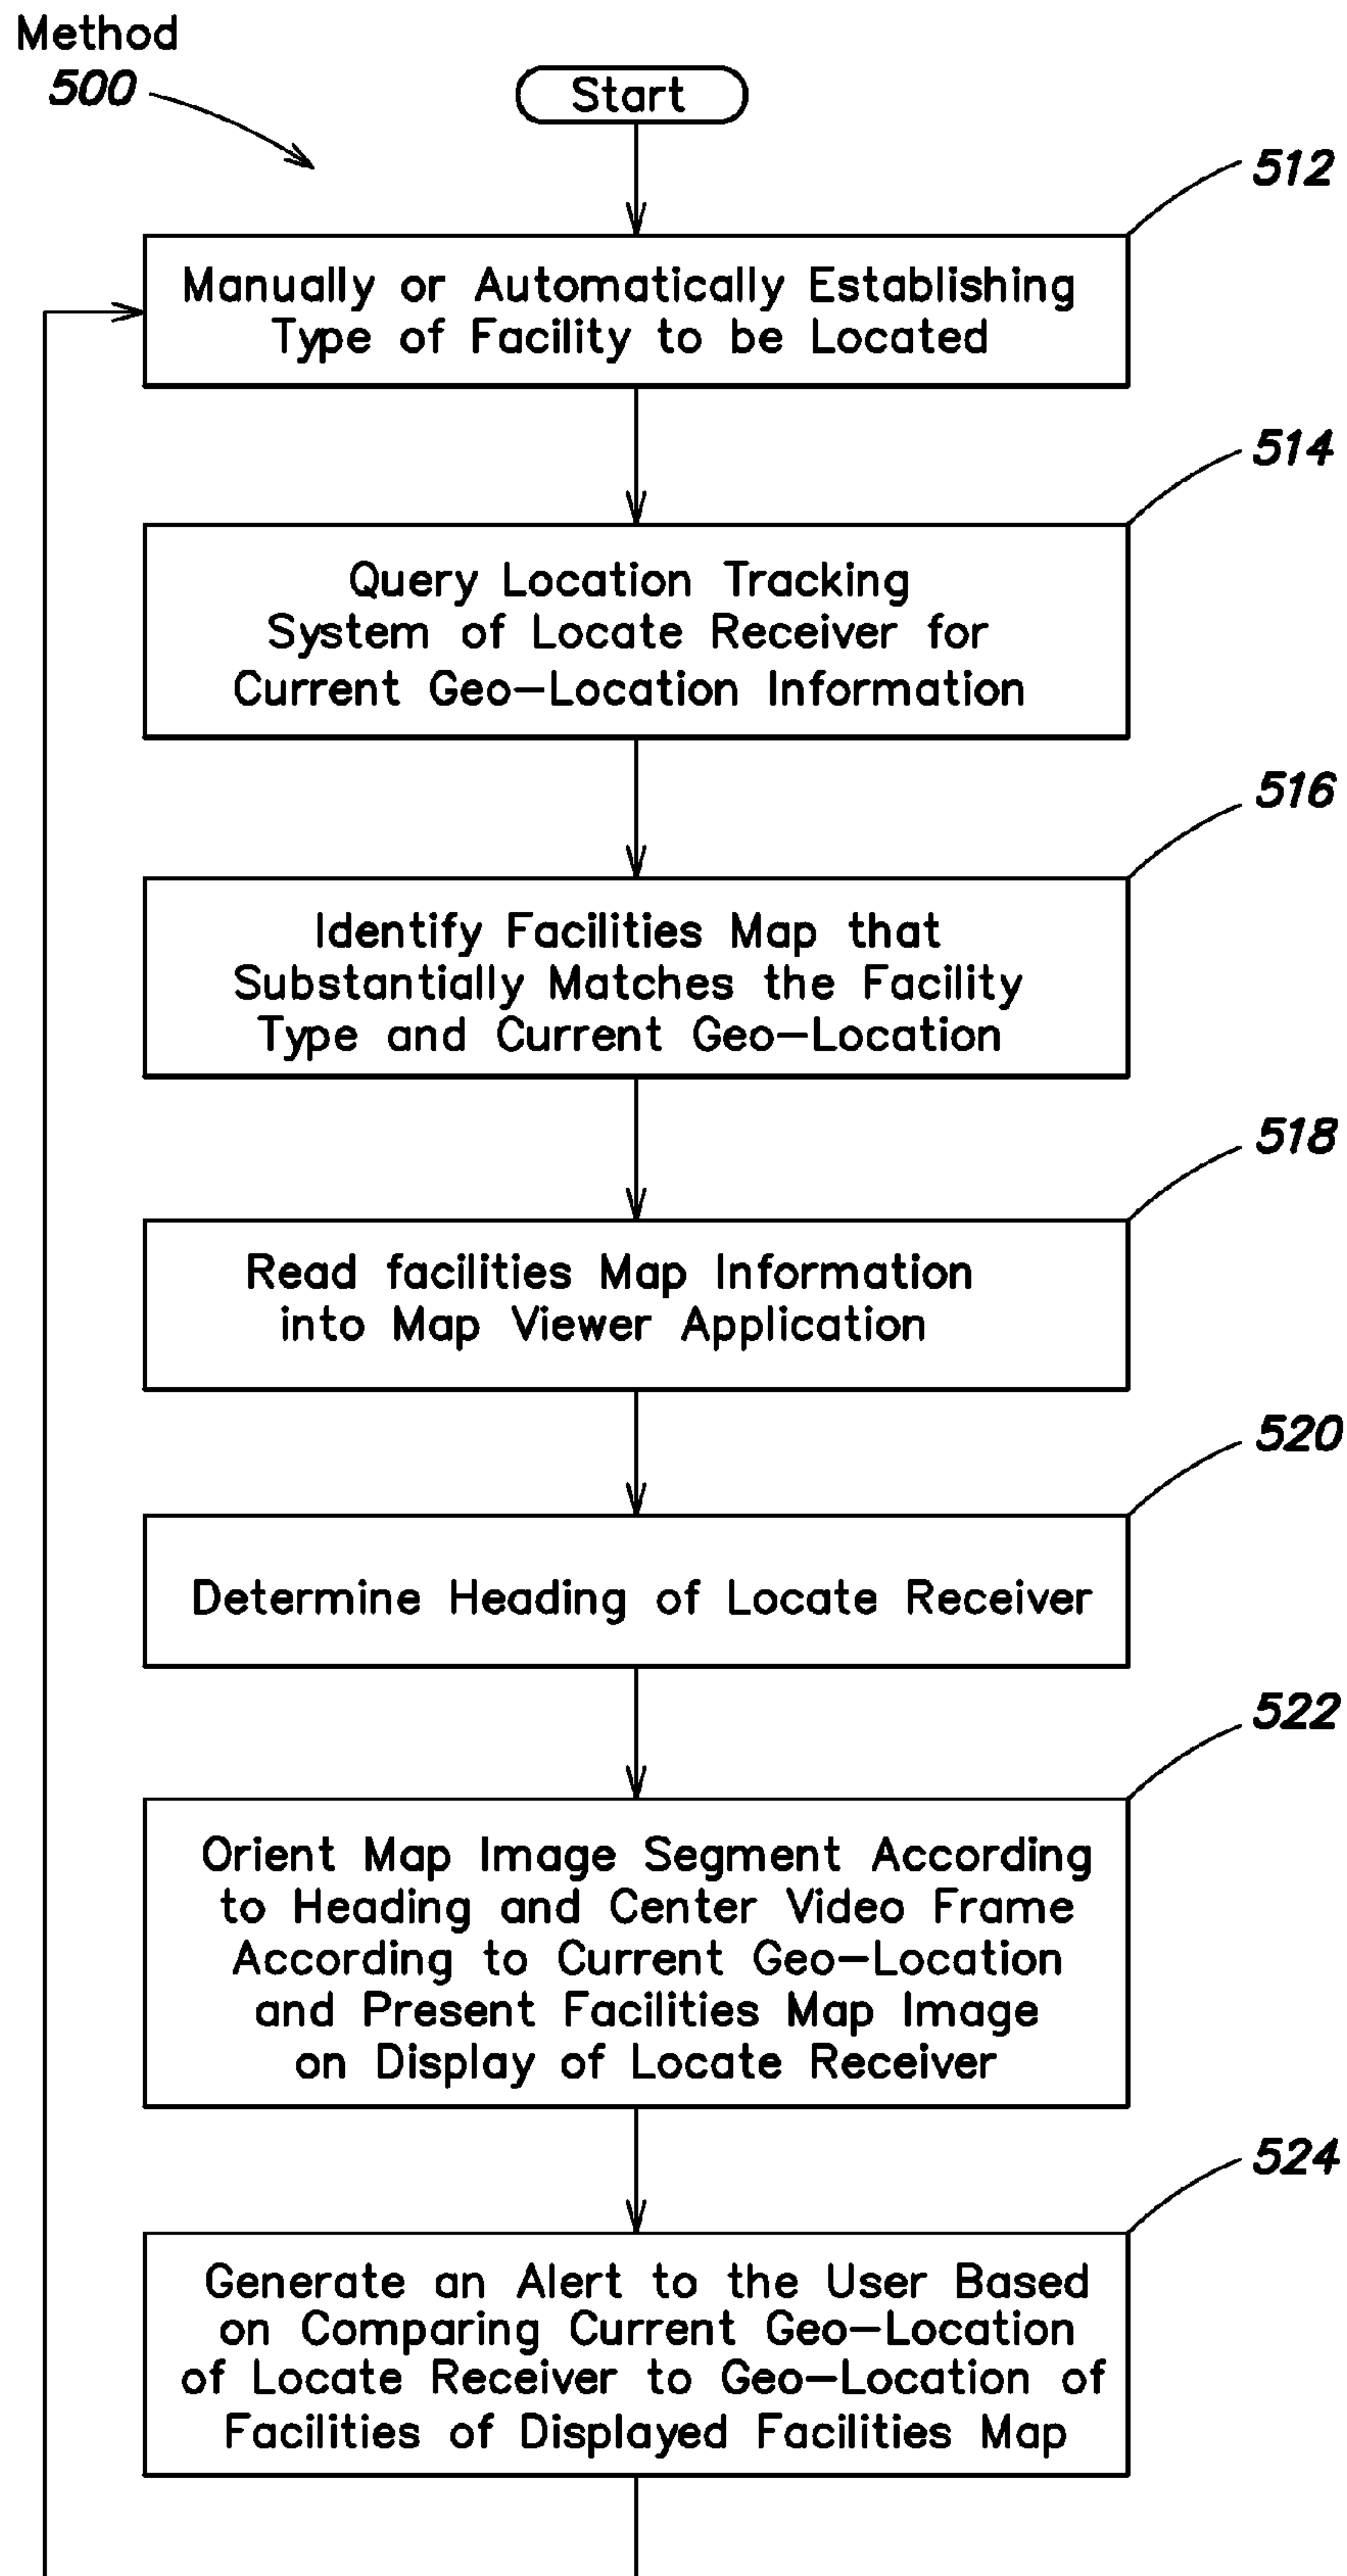 Method
500
Start
512
Manually or Automatically Establishing
Type of Facility to be Located
514
Query Location Tracking
System of Locate Receiver for
Current Geo-Location Information
516
Identify Facilities Map that
Substantially Matches the Facility
Type and Current Geo-Location
518
Read facilities Map Information
into Map Viewer Application
520
Determine Heading of Locate Receiver
522
Orient Map Image Segment According
to Heading and Center Video Frame
According to Current Geo-Location
and Present Facilities Map Image
on Display of Locate Receiver
524
Generate an Alert to the User Based
on Comparing Current Geo-Location
of Locate Receiver to Geo-Location of
Facilities of Displayed Facilities Map